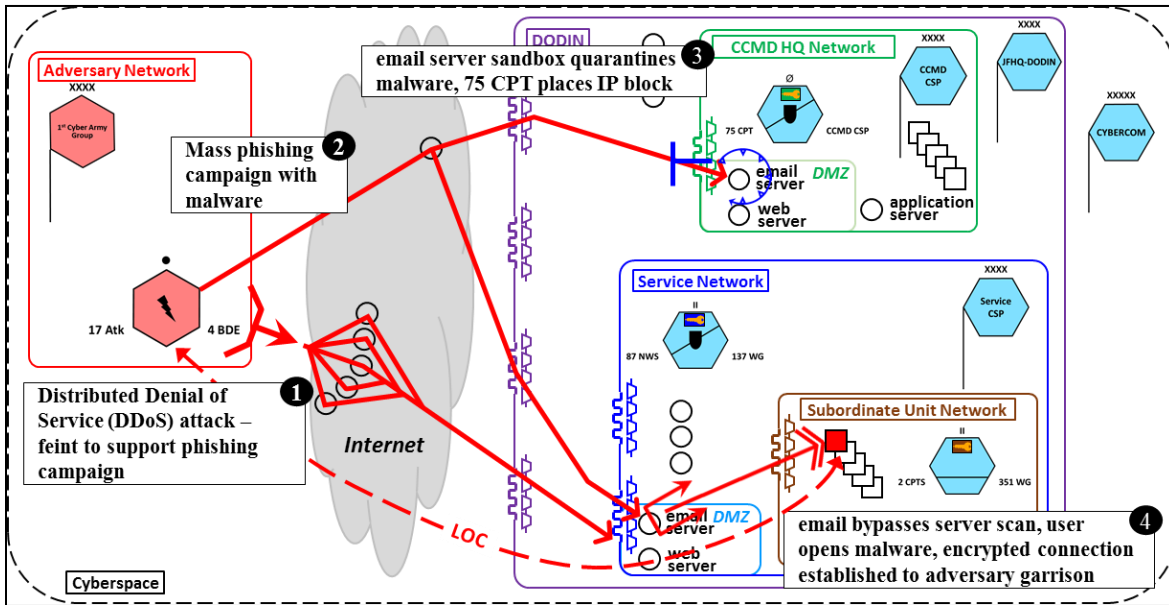 Adversary Network
XXXX
1st Cyber Army
Group
17 Atk
4 BDE
Mass phishing
campaign with
malware
2
Distributed Denial of
Service (DDoS) attack –
feint to support phishing
campaign
1
Cyberspace
Internet
LOC
DODIN
email server sandbox quarantines
malware, 75 CPT places IP block
3
CCMD HQ Network
Ø
75 CPT
CCMD CSP
XXXX
CCMD
CSP
email
server
DMZ
web
server
application
server
XXXX
JFHQ-DODIN
XXXXX
CYBERCOM
Service Network
II
87 NWS
137 WG
XXXX
Service
CSP
email
server
DMZ
web
server
Subordinate Unit Network
II
2 CPTS
351 WG
email bypasses server scan, user
opens malware, encrypted connection
established to adversary garrison
4